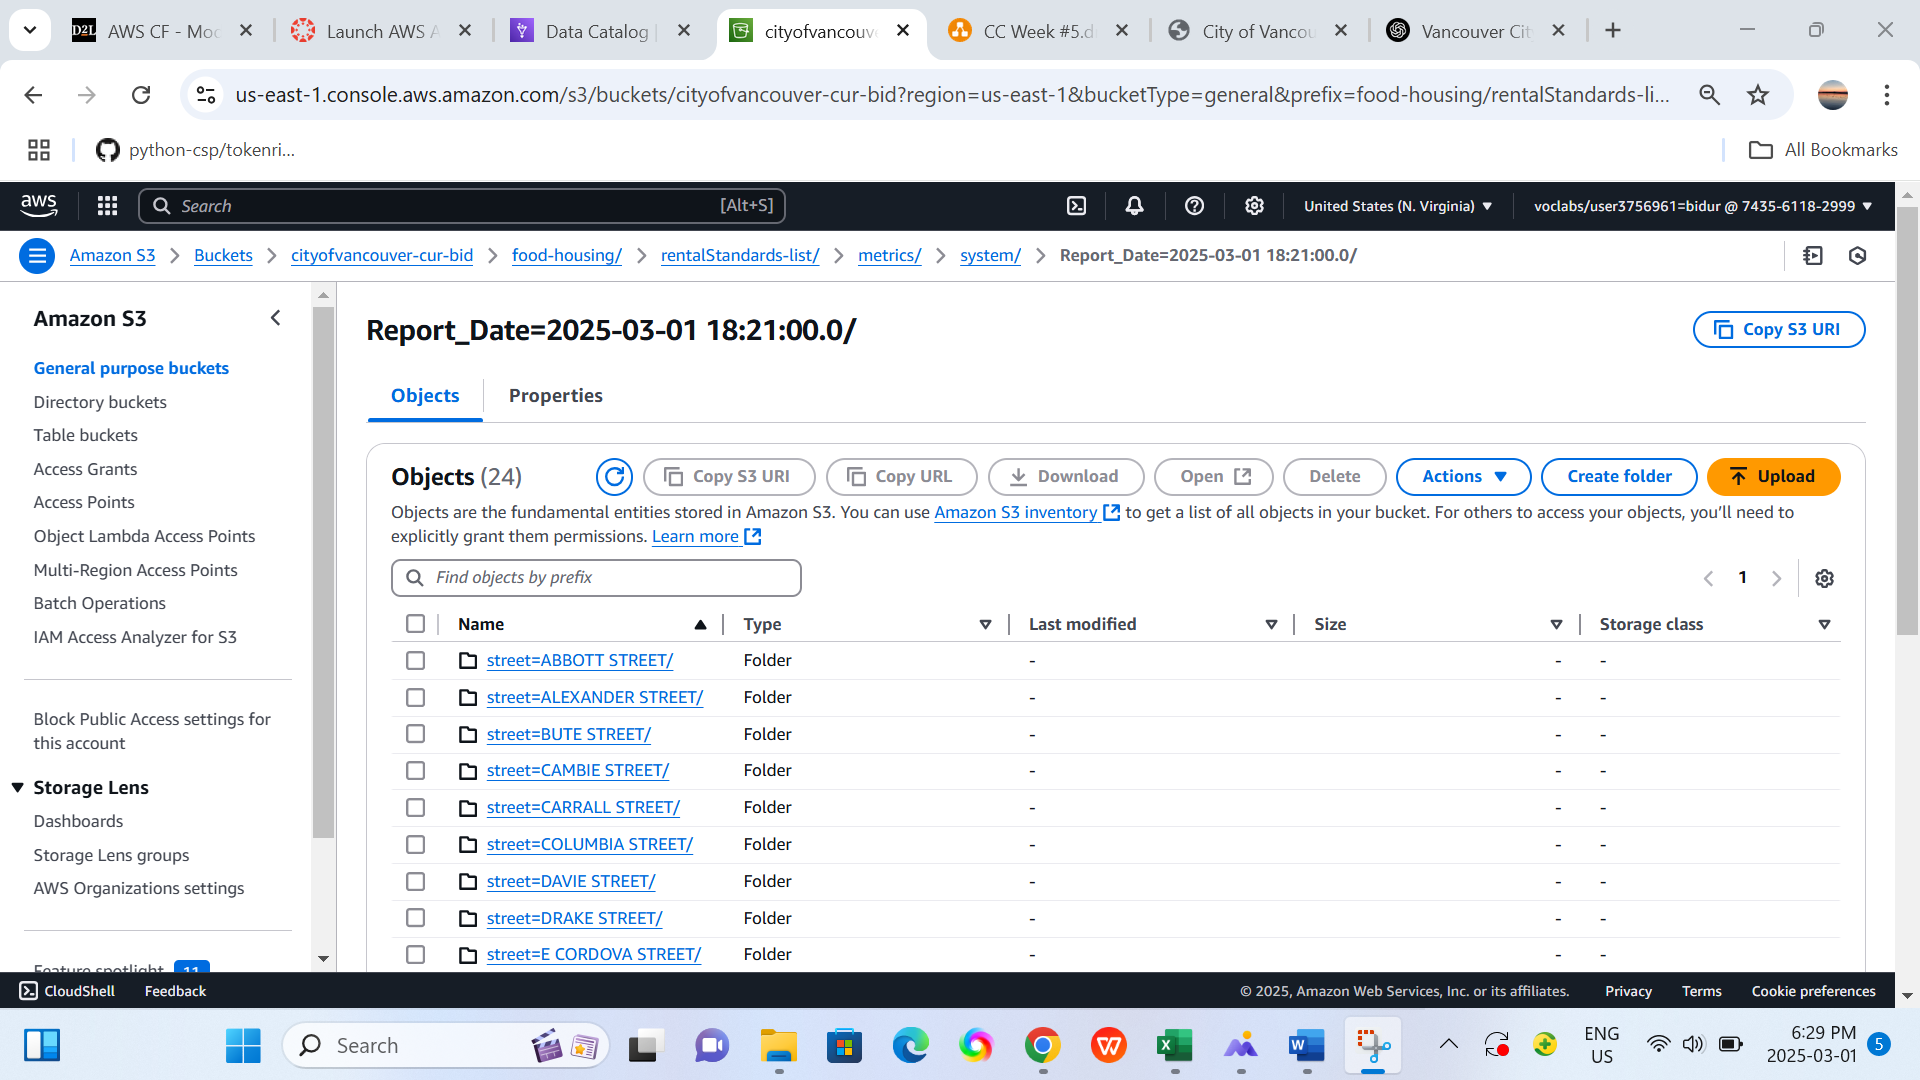 D2L AWS CF - Moc
Launch AWS A
Data Catalog |
cityofvancouve
CC Week #5.d
City of Vancou
Vancouver Cit
us-east-1.console.aws.amazon.com/s3/buckets/cityofvancouver-cur-bid?region=us-east-1&bucketType=general&prefix=food-housing/rentalStandards-li...
python-csp/tokenri...
All Bookmarks
aws
Search [Alt+S]
United States (N. Virginia)
voclabs/user3756961=bidur @ 7435-6118-2999
Amazon S3
Buckets
cityofvancouver-cur-bid
food-housing/
rentalStandards-list/
metrics/
system/
Report_Date=2025-03-01 18:21:00.0/
Amazon S3
General purpose buckets
Directory buckets
Table buckets
Access Grants
Access Points
Object Lambda Access Points
Multi-Region Access Points
Batch Operations
IAM Access Analyzer for S3
Block Public Access settings for
this account
Storage Lens
Dashboards
Storage Lens groups
AWS Organizations settings
Feature spotlight 11
Report_Date=2025-03-01 18:21:00.0/
Copy S3 URI
Objects
Properties
Objects (24)
Copy S3 URI
Copy URL
Download
Open
Delete
Actions
Create folder
Upload
Objects are the fundamental entities stored in Amazon S3. You can use Amazon S3 inventory to get a list of all objects in your bucket. For others to access your objects, you'll need to
explicitly grant them permissions. Learn more
Find objects by prefix
1
Name Type Last modified Size Storage class
street=ABBOTT STREET/ Folder - - -
street=ALEXANDER STREET/ Folder - - -
street=BUTE STREET/ Folder - - -
street=CAMBIE STREET/ Folder - - -
street=CARRALL STREET/ Folder - - -
street=COLUMBIA STREET/ Folder - - -
street=DAVIE STREET/ Folder - - -
street=DRAKE STREET/ Folder - - -
street=E CORDOVA STREET/ Folder - - -
CloudShell
Feedback
© 2025, Amazon Web Services, Inc. or its affiliates.
Privacy
Terms
Cookie preferences
Search
ENG
US
6:29 PM
2025-03-01
5